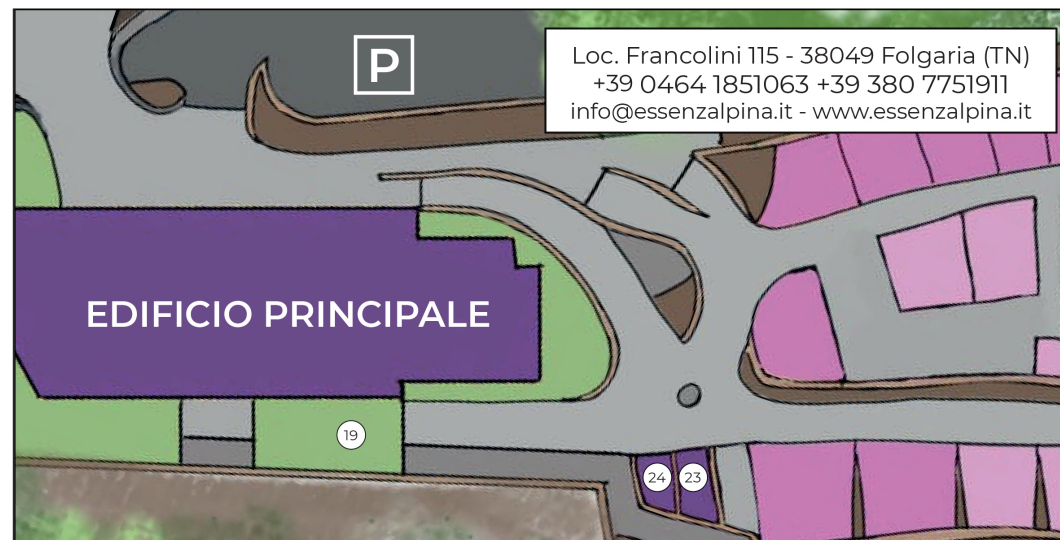 P
Loc. Francolini 115 - 38049 Folgaria (TN)
+39 0464 1851063 +39 380 7751911
info@essenzalpina.it - www.essenzalpina.it
EDIFICIO PRINCIPALE
19
24 23